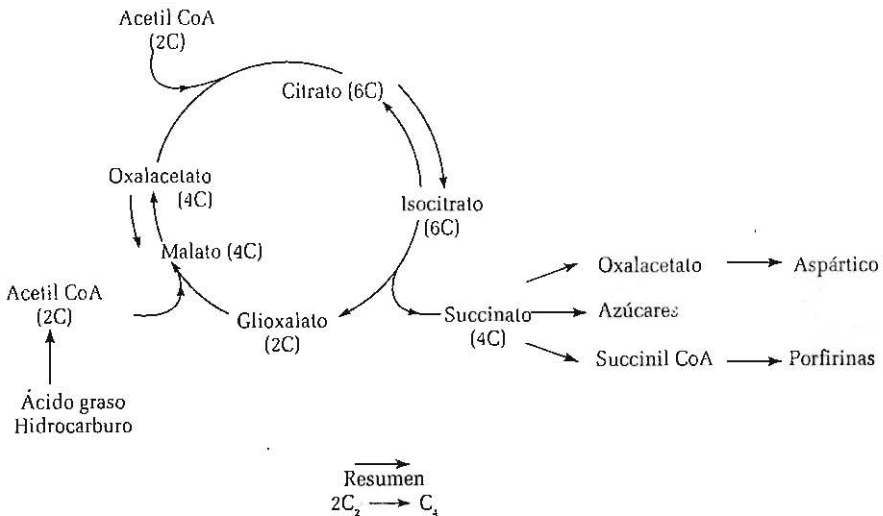 Acetil CoA
(2C)
Citrato (6C)
Oxalacetato
(4C)
Isocitrato
(6C)
Malato (4C)
Oxalacetato
Aspártico
Acetil CoA
(2C)
Glioxalato
(2C)
Succinato
(4C)
Azúcares
Succinil CoA
Porfirinas
Ácido graso
Hidrocarburo
Resumen
2C₂ → C₄